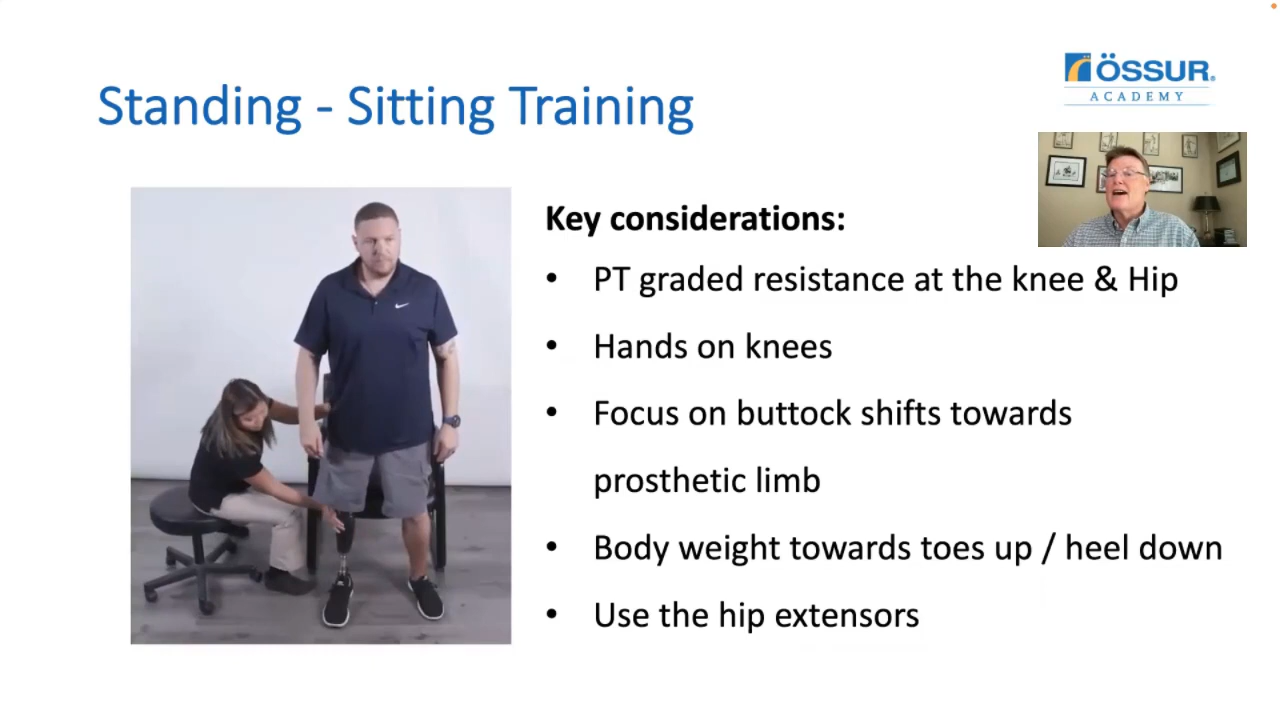 ÖSSUR®
ACADEMY
Standing - Sitting Training
Key considerations:
• PT graded resistance at the knee & Hip
• Hands on knees
• Focus on buttock shifts towards
prosthetic limb
• Body weight towards toes up / heel down
• Use the hip extensors